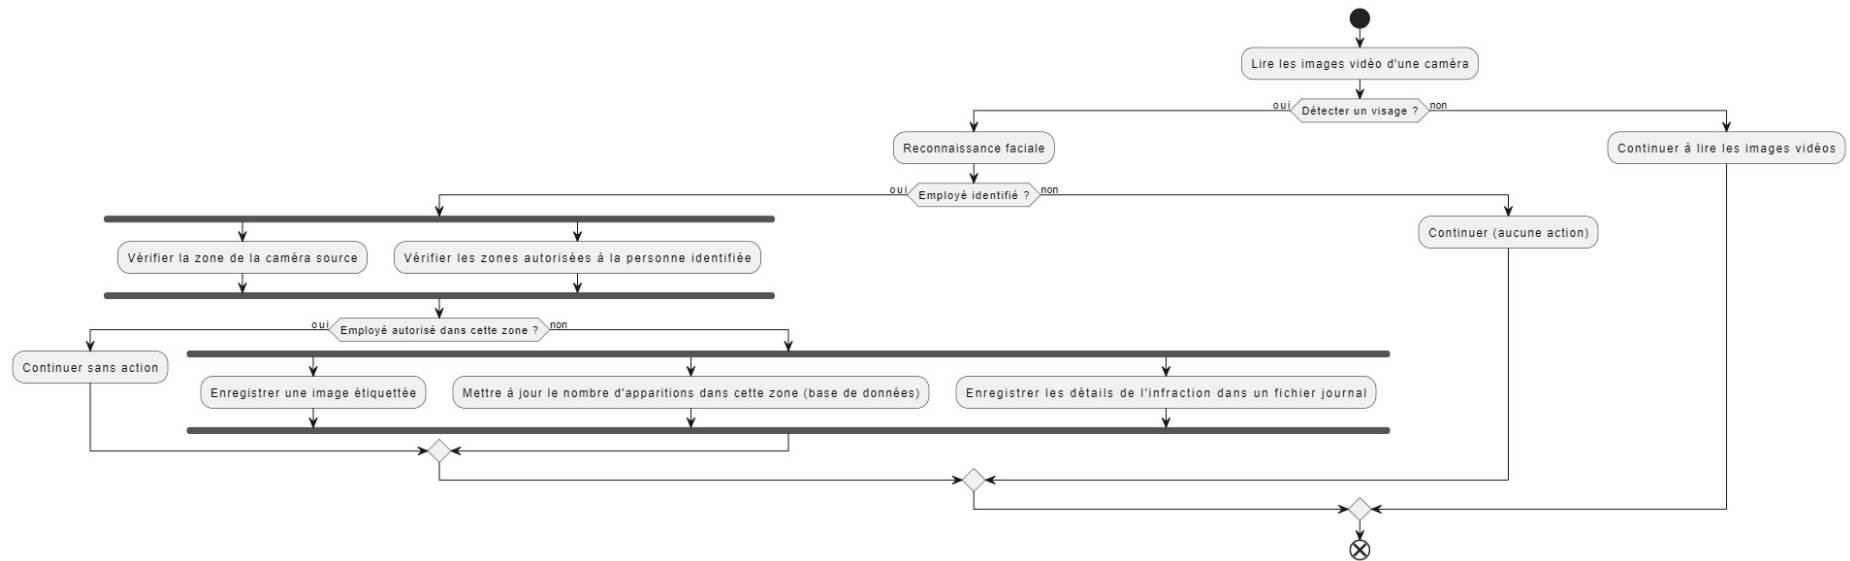 Lire les images vidéo d'une caméra
oui
Détecter un visage ?
non
Reconnaissance faciale
Continuer à lire les images vidéos
oui
Employé identifié ?
non
Continuer (aucune action)
Vérifier la zone de la caméra source
Vérifier les zones autorisées à la personne identifiée
oui
Employé autorisé dans cette zone ?
non
Continuer sans action
Enregistrer une image étiquettée
Mettre à jour le nombre d'apparitions dans cette zone (base de données)
Enregistrer les détails de l'infraction dans un fichier journal